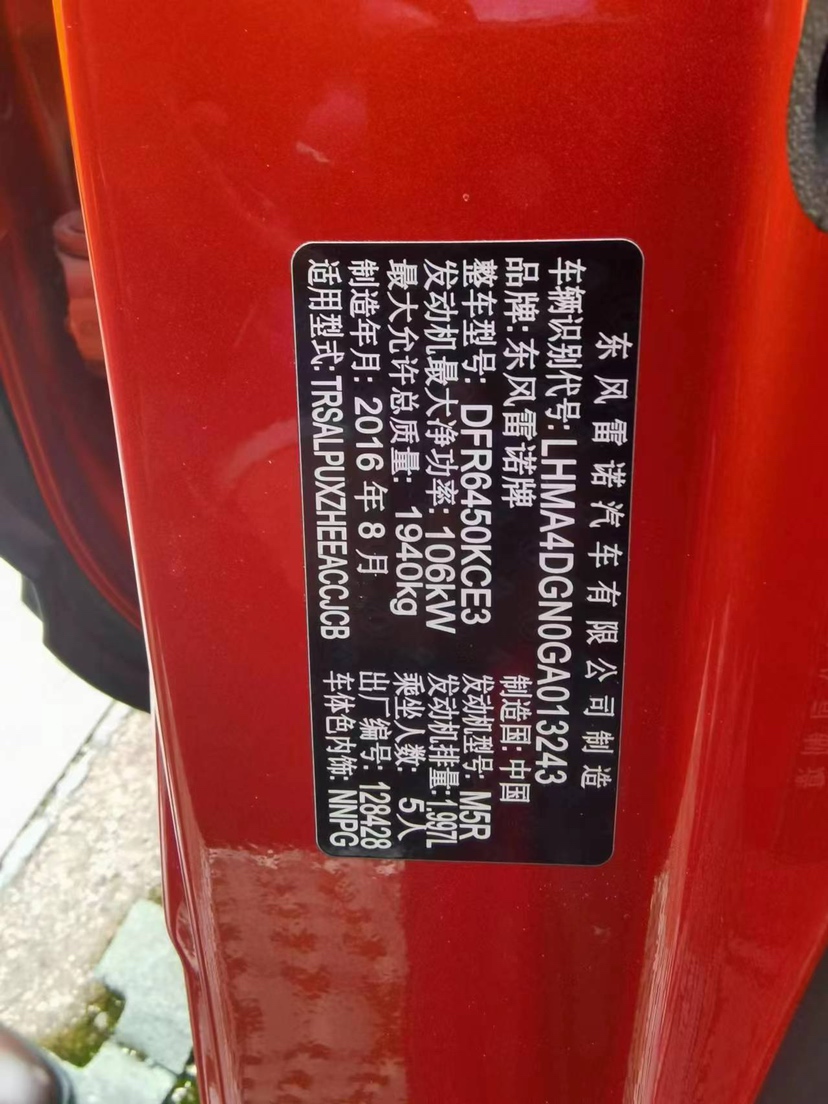 东风雷诺汽车有限公司制造
车辆识别代号: LHMA4DGN0GA013243
品牌: 东风雷诺牌 制造国: 中国
整车型号: DFR6450KCE3 发动机型号: M5R
发动机最大净功率: 106kW 发动机排量: 1.997L
最大允许总质量: 1940kg 乘坐人数: 5人
制造年月: 2016年8月 出厂编号: 128428
适用型式: TRSALPUXZHEEACCJCB 车体色内饰: NNPG